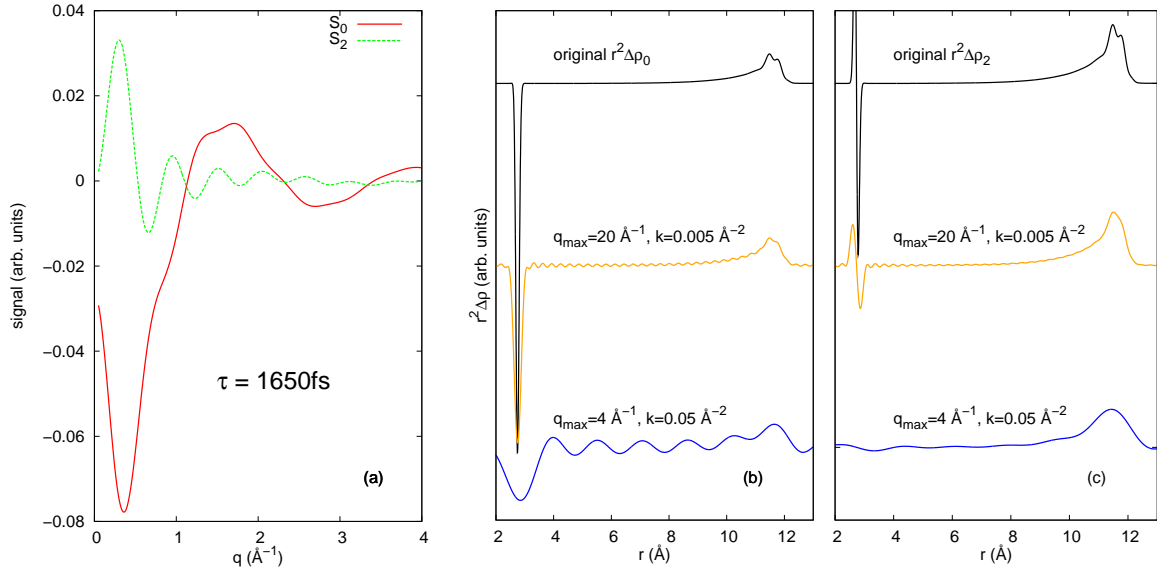 0.04
0.02
0
−0.02
−0.04
−0.06
−0.08
signal (arb. units)
S0
S2
τ = 1650fs
(a)
0 1 2 3 4
q (Å−1)
r2Δρ (arb. units)
original r2Δρ0
qmax=20 Å−1, k=0.005 Å−2
qmax=4 Å−1, k=0.05 Å−2
(b)
2 4 6 8 10 12
r (Å)
original r2Δρ2
qmax=20 Å−1, k=0.005 Å−2
qmax=4 Å−1, k=0.05 Å−2
(c)
2 4 6 8 10 12
r (Å)